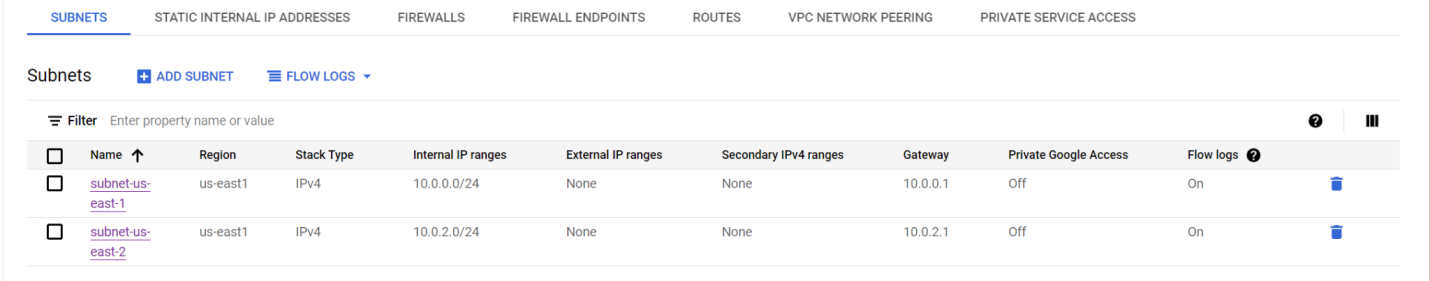 SUBNETS STATIC INTERNAL IP ADDRESSES FIREWALLS FIREWALL ENDPOINTS ROUTES VPC NETWORK PEERING PRIVATE SERVICE ACCESS
Subnets ADD SUBNET FLOW LOGS
Filter Enter property name or value
Name Region Stack Type Internal IP ranges External IP ranges Secondary IPv4 ranges Gateway Private Google Access Flow logs
subnet-us- us-east1 IPv4 10.0.0.0/24 None None 10.0.0.1 Off On
east-1
subnet-us- us-east1 IPv4 10.0.2.0/24 None None 10.0.2.1 Off On
east-2